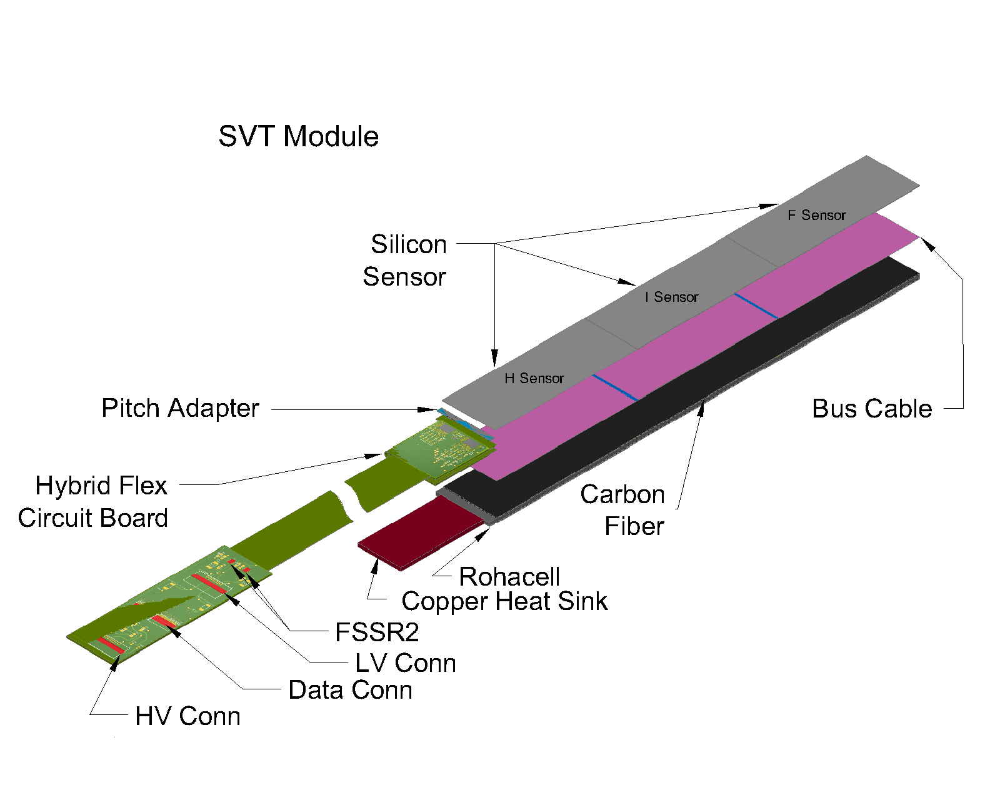 SVT Module
F Sensor
Silicon
Sensor
I Sensor
H Sensor
Pitch Adapter
Bus Cable
Hybrid Flex
Circuit Board
Carbon
Fiber
Rohacell
Copper Heat Sink
FSSR2
LV Conn
Data Conn
HV Conn